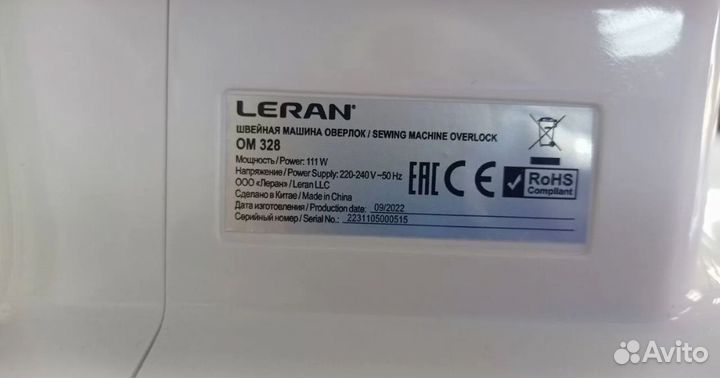 LERAN
ШВЕЙНАЯ МАШИНА ОВЕРЛОК / SEWING MACHINE OVERLOCK
OM 328
Мощность / Power: 111 W
Напряжение / Power Supply: 220-240 V ~50 Hz
ООО «Леран» / Leran LLC
Сделано в Китае / Made in China
Дата изготовления / Production date: 09/2022
Серийный номер / Serial No.: 2231105000515
EAC CE RoHS
Compliant
Avito